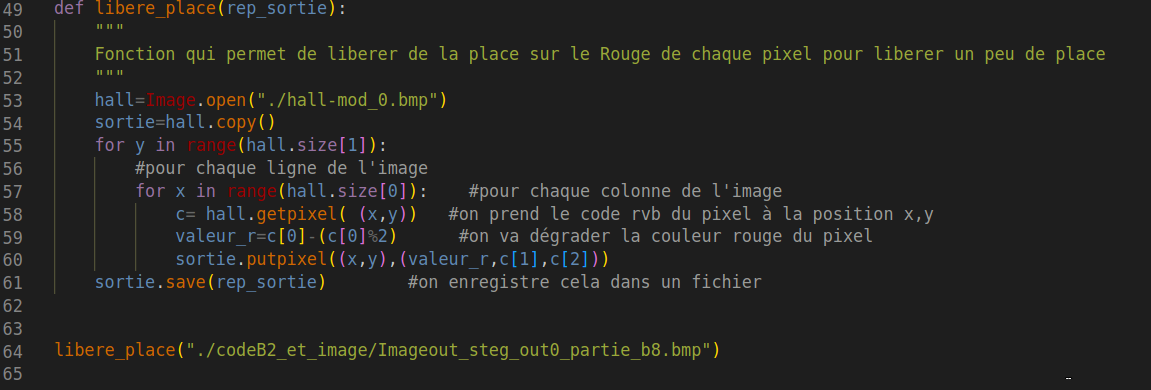 49 def libere_place(rep_sortie):
50     """
51     Fonction qui permet de liberer de la place sur le Rouge de chaque pixel pour liberer un peu de place
52     """
53     hall=Image.open("./hall-mod_0.bmp")
54     sortie=hall.copy()
55     for y in range(hall.size[1]):
56         #pour chaque ligne de l'image
57         for x in range(hall.size[0]):    #pour chaque colonne de l'image
58             c= hall.getpixel( (x,y))   #on prend le code rvb du pixel à la position x,y
59             valeur_r=c[0]-(c[0]%2)      #on va dégrader la couleur rouge du pixel
60             sortie.putpixel((x,y),(valeur_r,c[1],c[2]))
61     sortie.save(rep_sortie)        #on enregistre cela dans un fichier
62
63
64 libere_place("./codeB2_et_image/Imageout_steg_out0_partie_b8.bmp")
65